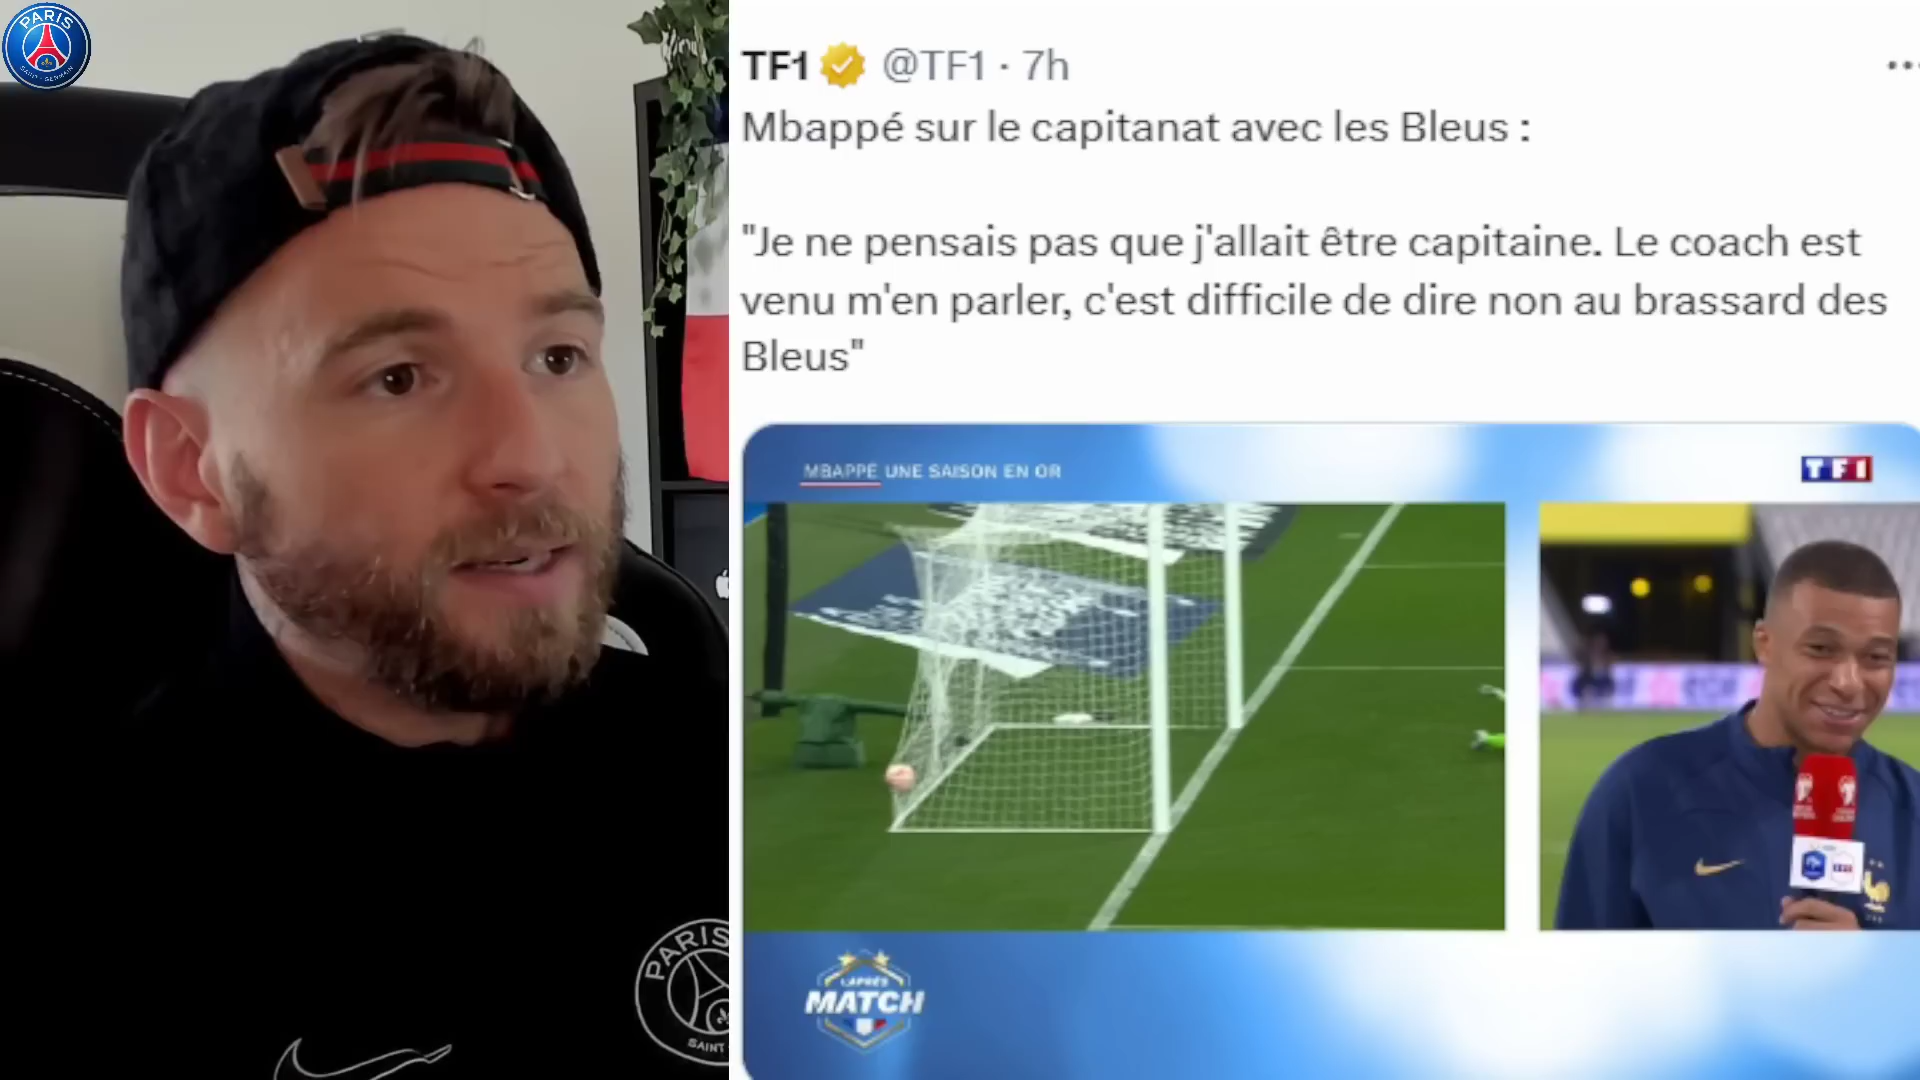 PARIS
SAINT-GERMAIN
TF1 @TF1 · 7h
Mbappé sur le capitanat avec les Bleus :
"Je ne pensais pas que j'allait être capitaine. Le coach est
venu m'en parler, c'est difficile de dire non au brassard des
Bleus"
MBAPPÉ UNE SAISON EN OR
TF1
L'APRÈS
MATCH
PARIS
SAINT